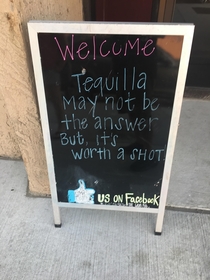 Welcome
Tequilla
may not be
the answer
But, it's
worth a shot.
us on Facebook